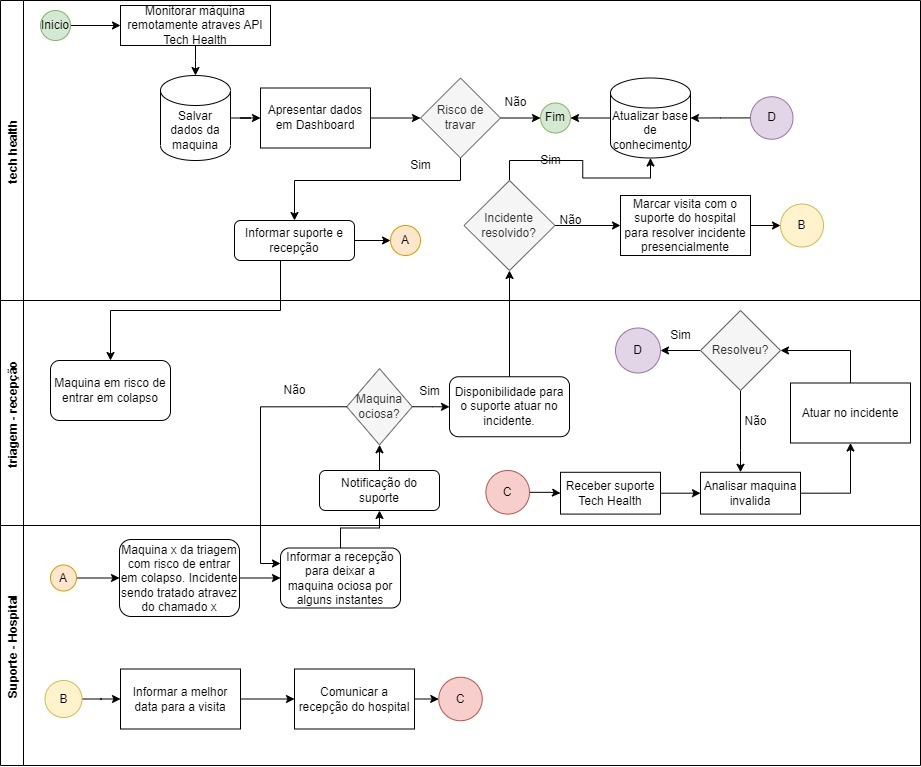 tech health
Inicio
Monitorar máquina
remotamente atraves API
Tech Health
Salvar
dados da
maquina
Apresentar dados
em Dashboard
Risco de
travar
Não
Fim
Atualizar base
de
conhecimento
D
Sim
Informar suporte e
recepção
A
Incidente
resolvido?
Sim
Não
Marcar visita com o
suporte do hospital
para resolver incidente
presencialmente
B
triagem - recepção
Maquina em risco de
entrar em colapso
Não
Maquina
ociosa?
Sim
Disponibilidade para
o suporte atuar no
incidente.
Notificação do
suporte
D
Sim
Resolveu?
Não
Atuar no incidente
C
Receber suporte
Tech Health
Analisar maquina
invalida
Suporte - Hospital
A
Maquina x da triagem
com risco de entrar
em colapso. Incidente
sendo tratado atravez
do chamado x
Informar a recepção
para deixar a
maquina ociosa por
alguns instantes
B
Informar a melhor
data para a visita
Comunicar a
recepção do hospital
C